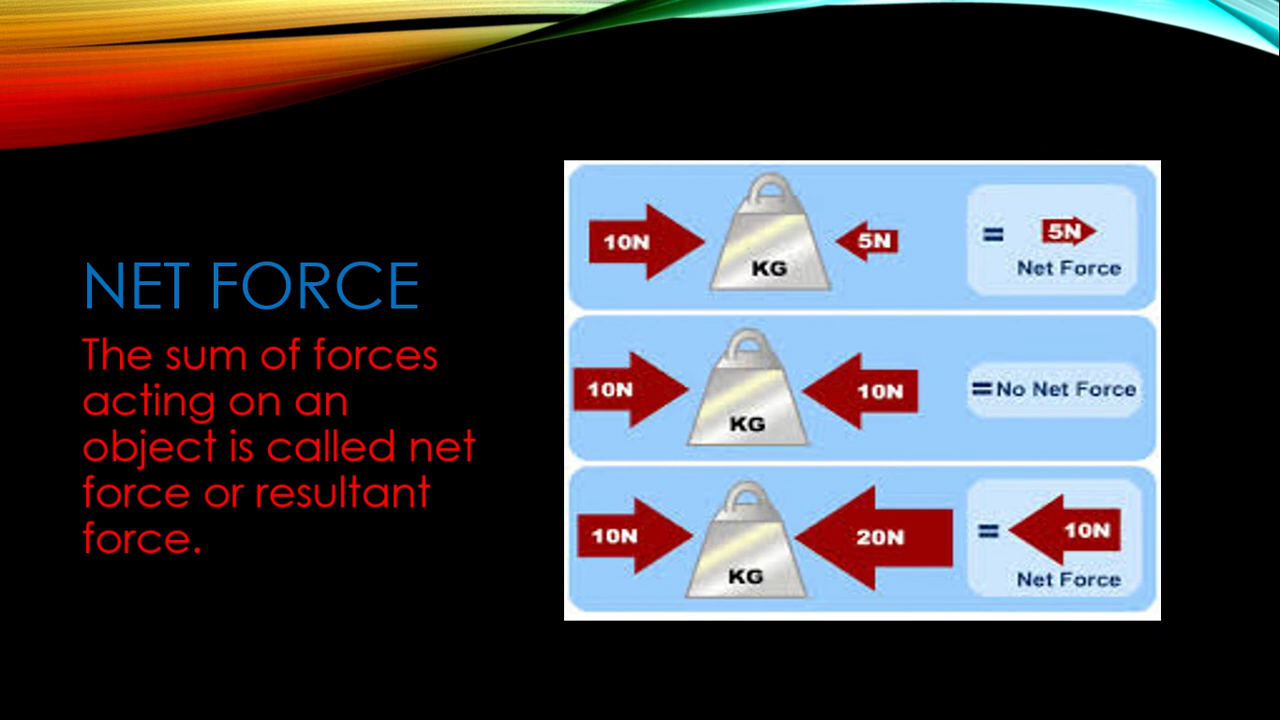 NET FORCE
The sum of forces
acting on an
object is called net
force or resultant
force.
10N KG 5N = 5N
Net Force
10N KG 10N =No Net Force
10N KG 20N = 10N
Net Force